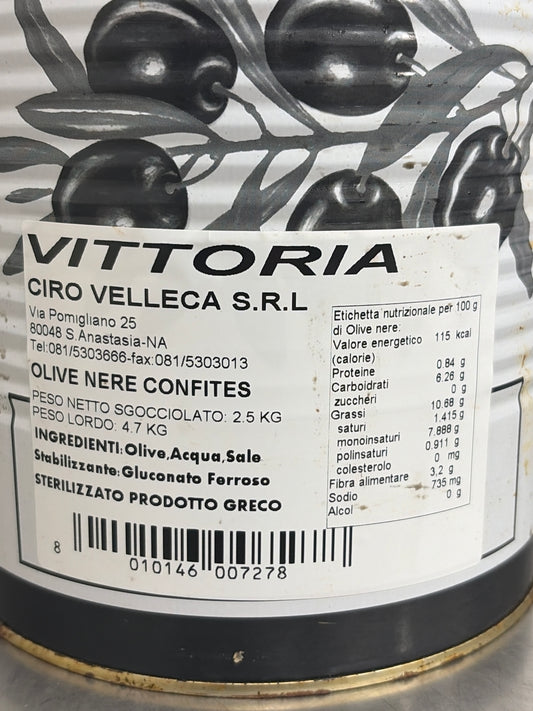 VITTORIA
CIRO VELLECA S.R.L
Via Pomigliano 25
80048 S.Anastasia-NA
Tel:081/5303666-fax:081/5303013
OLIVE NERE CONFITES
PESO NETTO SGOCCIOLATO: 2.5 KG
PESO LORDO: 4.7 KG
INGREDIENTI:Olive,Acqua,Sale
Stabilizzante:Gluconato Ferroso
STERILIZZATO PRODOTTO GRECO
8 010146 007278
Etichetta nutrizionale per 100 g
di Olive nere:
Valore energetico 115 kcal
(calorie)
Proteine 0.84 g
Carboidrati 6.26 g
zuccheri 0 g
Grassi 10.68 g
saturi 1,415 g
monoinsaturi 7.888 g
polinsaturi 0.911 g
colesterolo 0 mg
Fibra alimentare 3,2 g
Sodio 735 mg
Alcol 0 g